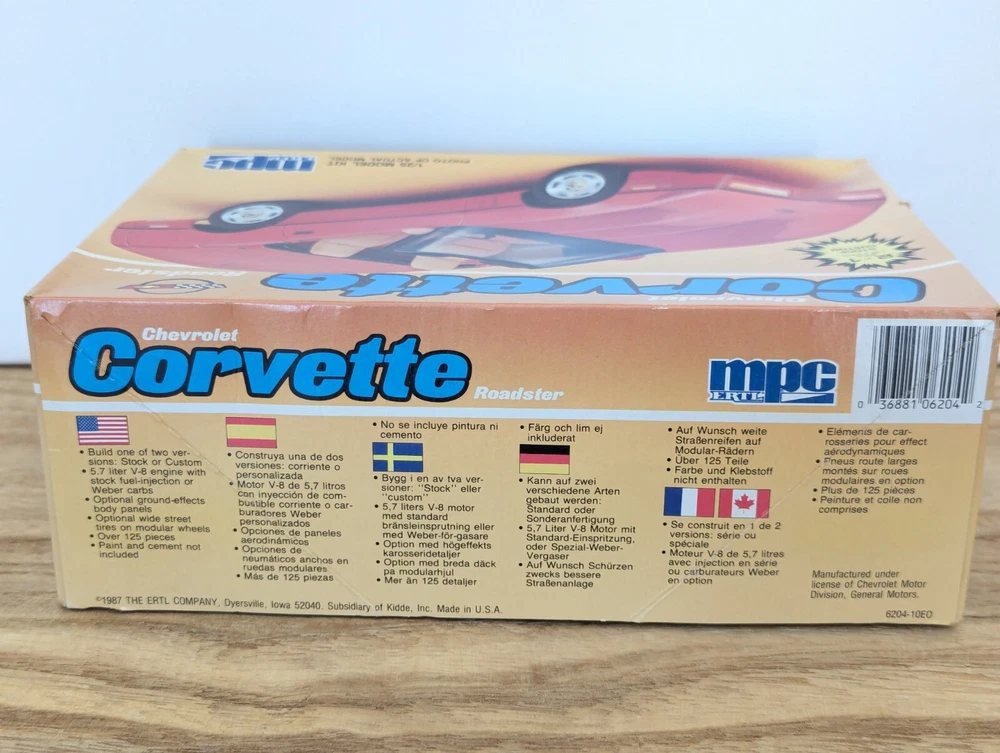 mpc
1/25 MODEL KIT
PHOTO OF ACTUAL MODEL
Chevrolet
Corvette
Roadster
Chevrolet
Corvette
Roadster
mpc
ERTL
0 36881 06204 2
• Build one of two ver-
sions: Stock or Custom
• 5.7 liter V-8 engine with
stock fuel-injection or
Weber carbs
• Optional ground-effects
body panels
• Optional wide street
tires on modular wheels
• Over 125 pieces
• Paint and cement not
included
• Construya una de dos
versiones: corriente o
personalizada
• Motor V-8 de 5,7 litros
con inyección de com-
bustible corriente o car-
buradores Weber
personalizados
• Opciones de paneles
aerodinámicos
• Opciones de
neumáticos anchos en
ruedas modulares
• Más de 125 piezas
• No se incluye pintura ni
cemento
• Bygg i en av tva ver-
sioner: "Stock" eller
"custom"
• 5,7 liters V-8 motor
med standard
bränsleinsprutning eller
med Weber-för-gasare
• Option med högeffekts
karosseridetaljer
• Option med breda däck
pa modularhjul
• Mer än 125 detaljer
• Färg och lim ej
inkluderat
• Kann auf zwei
verschiedene Arten
gebaut werden:
Standard oder
Sonderanfertigung
• 5,7 Liter V-8 Motor mit
Standard-Einspritzung,
oder Spezial-Weber-
Vergaser
• Auf Wunsch Schürzen
zwecks bessere
Straßenanlage
• Auf Wunsch weite
Straßenreifen auf
Modular-Rädern
• Über 125 Teile
• Farbe und Klebstoff
nicht enthalten
• Se construit en 1 de 2
versions: série ou
spéciale
• Moteur V-8 de 5,7 litres
avec injection en série
ou carburateurs Weber
en option
• Eléments de car-
rosseries pour effect
aérodynamiques
• Pneus route larges
montés sur roues
modulaires en option
• Plus de 125 pièces
• Peinture et colle non
comprises
Manufactured under
license of Chevrolet Motor
Division, General Motors.
©1987 THE ERTL COMPANY, Dyersville, Iowa 52040. Subsidiary of Kidde, Inc. Made in U.S.A.
6204-10EO